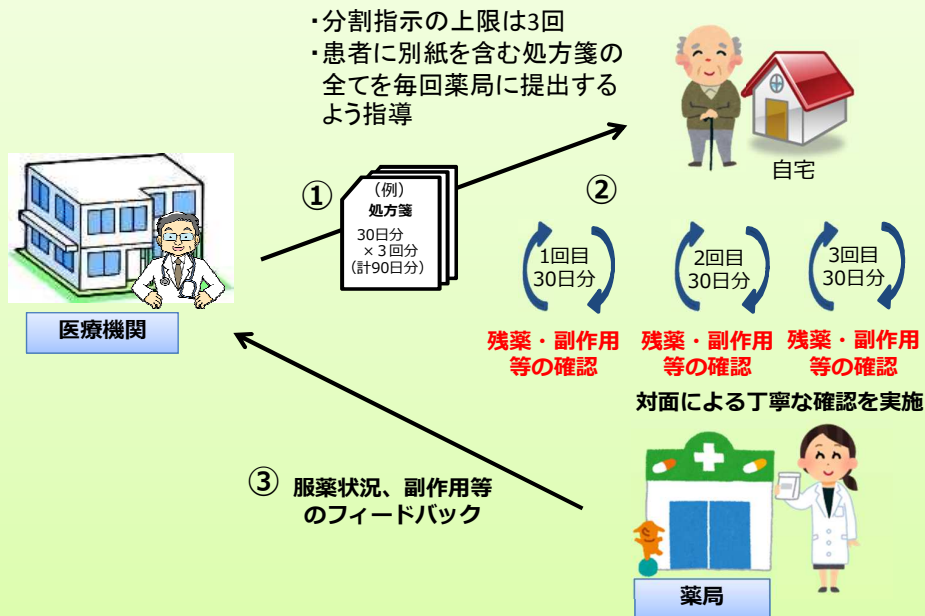 ・分割指示の上限は3回
・患者に別紙を含む処方箋の
全てを毎回薬局に提出する
よう指導
自宅
①
(例)
処方箋
30日分
×3回分
(計90日分)
②
1回目
30日分
2回目
30日分
3回目
30日分
医療機関
残薬・副作用
等の確認
残薬・副作用
等の確認
残薬・副作用
等の確認
対面による丁寧な確認を実施
③ 服薬状況、副作用等
のフィードバック
薬局